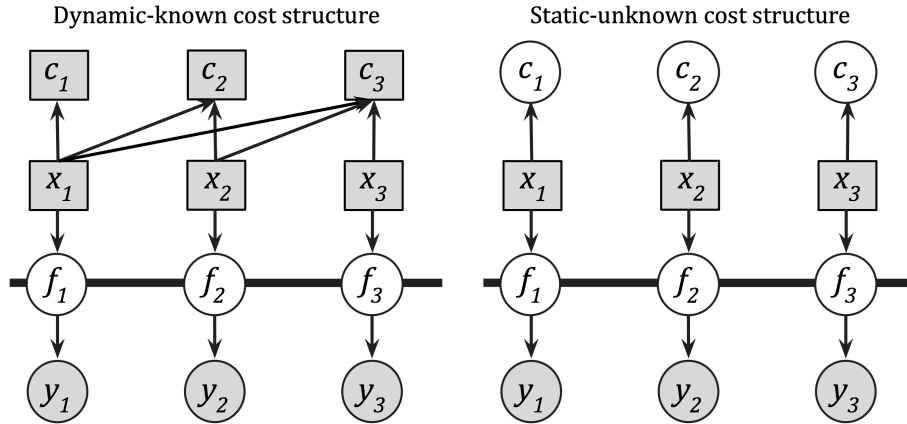 Dynamic-known cost structure
c₁ c₂ c₃
x₁ x₂ x₃
f₁ f₂ f₃
y₁ y₂ y₃
Static-unknown cost structure
c₁ c₂ c₃
x₁ x₂ x₃
f₁ f₂ f₃
y₁ y₂ y₃